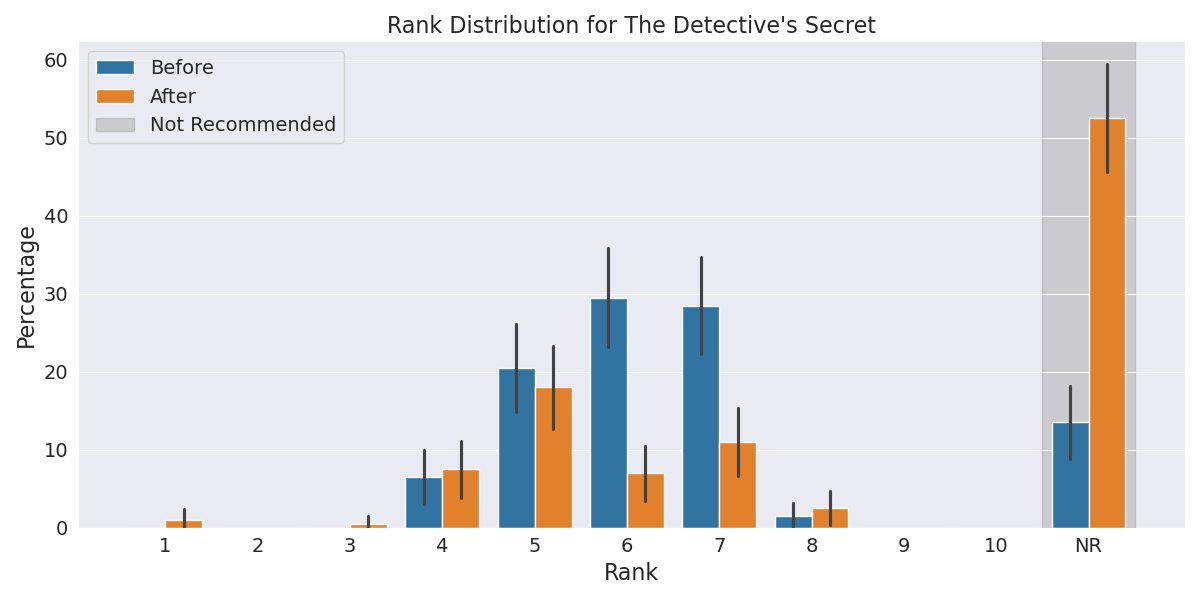 Rank Distribution for The Detective's Secret
Before
After
Not Recommended
Percentage
60
50
40
30
20
10
0
1 2 3 4 5 6 7 8 9 10 NR
Rank